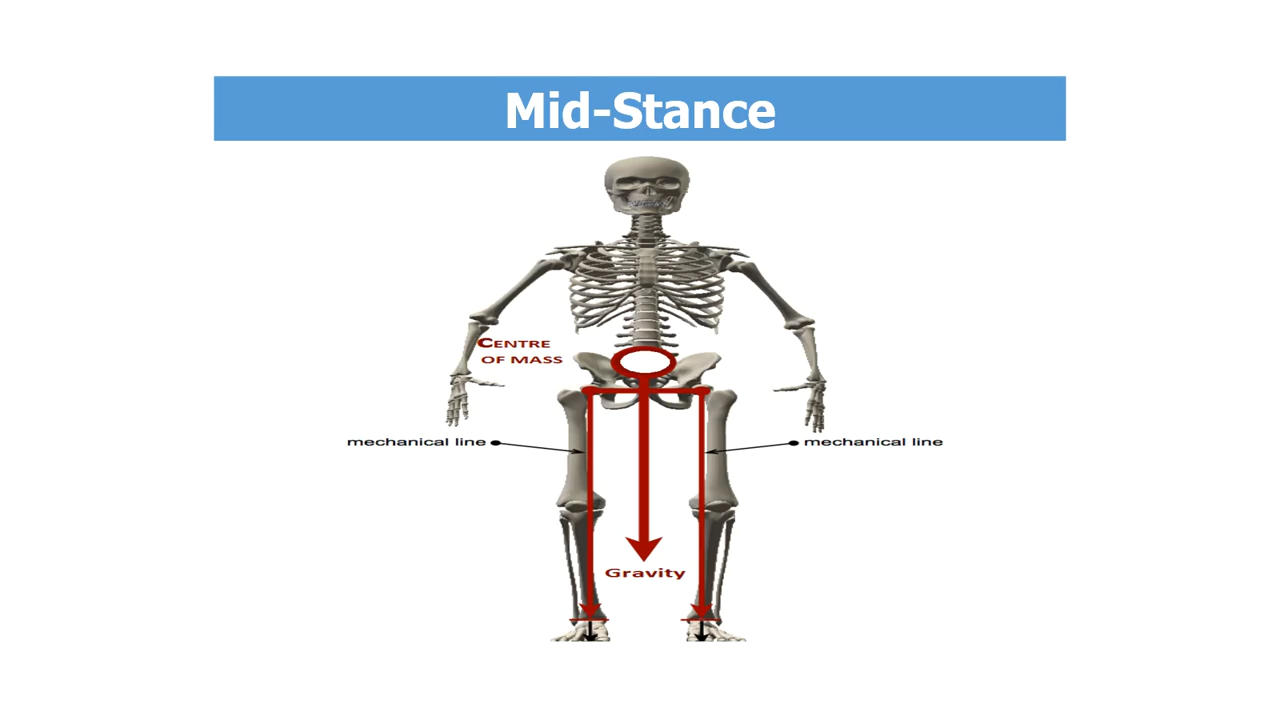 Mid-Stance
CENTRE
OF MASS
mechanical line
mechanical line
Gravity